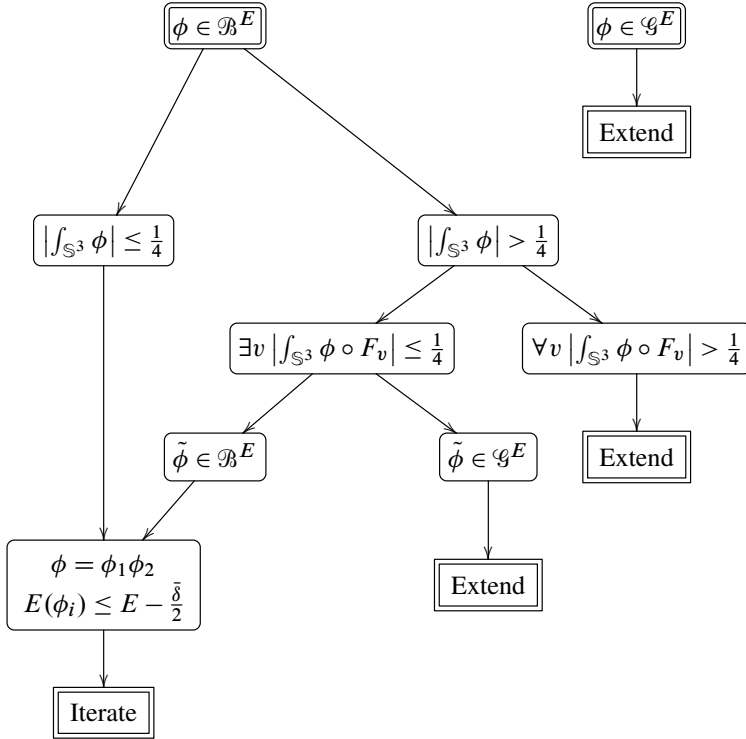 ϕ ∈ ℬ^E
ϕ ∈ 𝒢^E
Extend
|∫_{𝕊³} ϕ| ≤ 1/4
|∫_{𝕊³} ϕ| > 1/4
∃v |∫_{𝕊³} ϕ ∘ F_v| ≤ 1/4
∀v |∫_{𝕊³} ϕ ∘ F_v| > 1/4
ϕ̃ ∈ ℬ^E
ϕ̃ ∈ 𝒢^E
Extend
ϕ = ϕ₁ϕ₂
E(ϕ_i) ≤ E − δ̄/2
Extend
Iterate